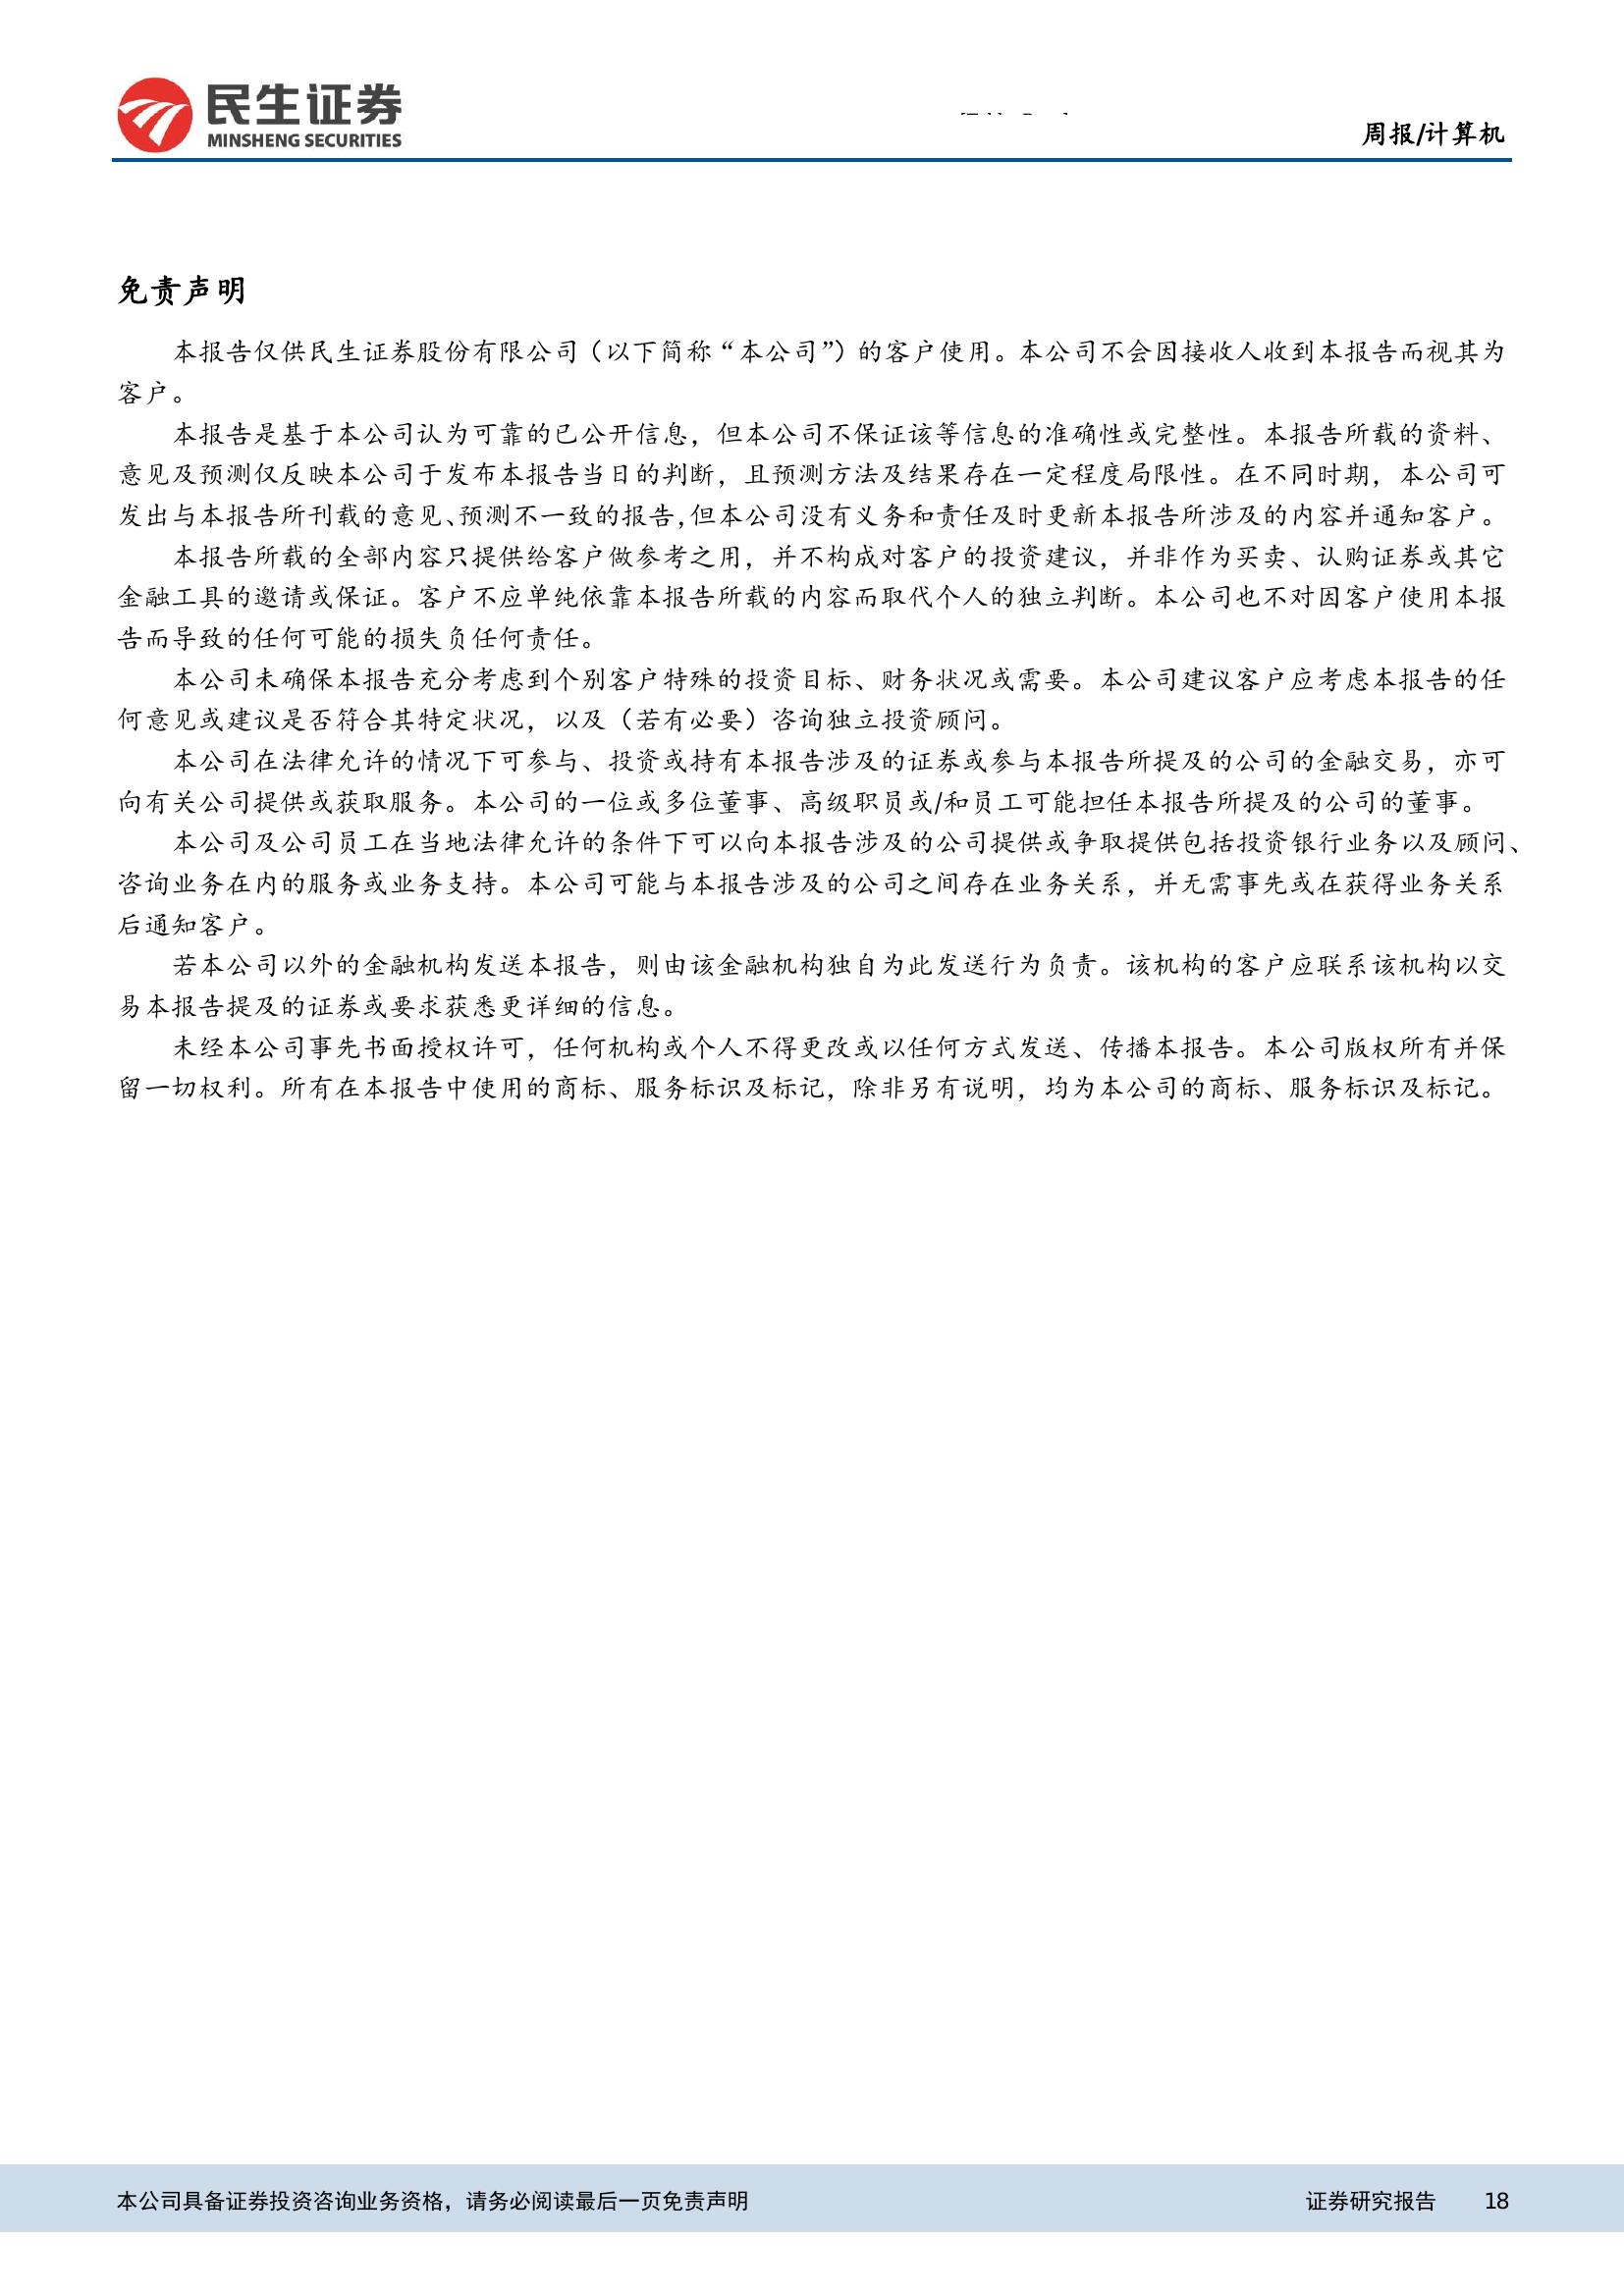 民生证券
MINSHENG SECURITIES
周报/计算机
免责声明
本报告仅供民生证券股份有限公司（以下简称“本公司”）的客户使用。本公司不会因接收人收到本报告而视其为
客户。
本报告是基于本公司认为可靠的已公开信息，但本公司不保证该等信息的准确性或完整性。本报告所载的资料、
意见及预测仅反映本公司于发布本报告当日的判断，且预测方法及结果存在一定程度局限性。在不同时期，本公司可
发出与本报告所刊载的意见、预测不一致的报告，但本公司没有义务和责任及时更新本报告所涉及的内容并通知客户。
本报告所载的全部内容只提供给客户做参考之用，并不构成对客户的投资建议，并非作为买卖、认购证券或其它
金融工具的邀请或保证。客户不应单纯依靠本报告所载的内容而取代个人的独立判断。本公司也不对因客户使用本报
告而导致的任何可能的损失负任何责任。
本公司未确保本报告充分考虑到个别客户特殊的投资目标、财务状况或需要。本公司建议客户应考虑本报告的任
何意见或建议是否符合其特定状况，以及（若有必要）咨询独立投资顾问。
本公司在法律允许的情况下可参与、投资或持有本报告涉及的证券或参与本报告所提及的公司的金融交易，亦可
向有关公司提供或获取服务。本公司的一位或多位董事、高级职员或/和员工可能担任本报告所提及的公司的董事。
本公司及公司员工在当地法律允许的条件下可以向本报告涉及的公司提供或争取提供包括投资银行业务以及顾问、
咨询业务在内的服务或业务支持。本公司可能与本报告涉及的公司之间存在业务关系，并无需事先或在获得业务关系
后通知客户。
若本公司以外的金融机构发送本报告，则由该金融机构独自为此发送行为负责。该机构的客户应联系该机构以交
易本报告提及的证券或要求获悉更详细的信息。
未经本公司事先书面授权许可，任何机构或个人不得更改或以任何方式发送、传播本报告。本公司版权所有并保
留一切权利。所有在本报告中使用的商标、服务标识及标记，除非另有说明，均为本公司的商标、服务标识及标记。
本公司具备证券投资咨询业务资格，请务必阅读最后一页免责声明
证券研究报告 18